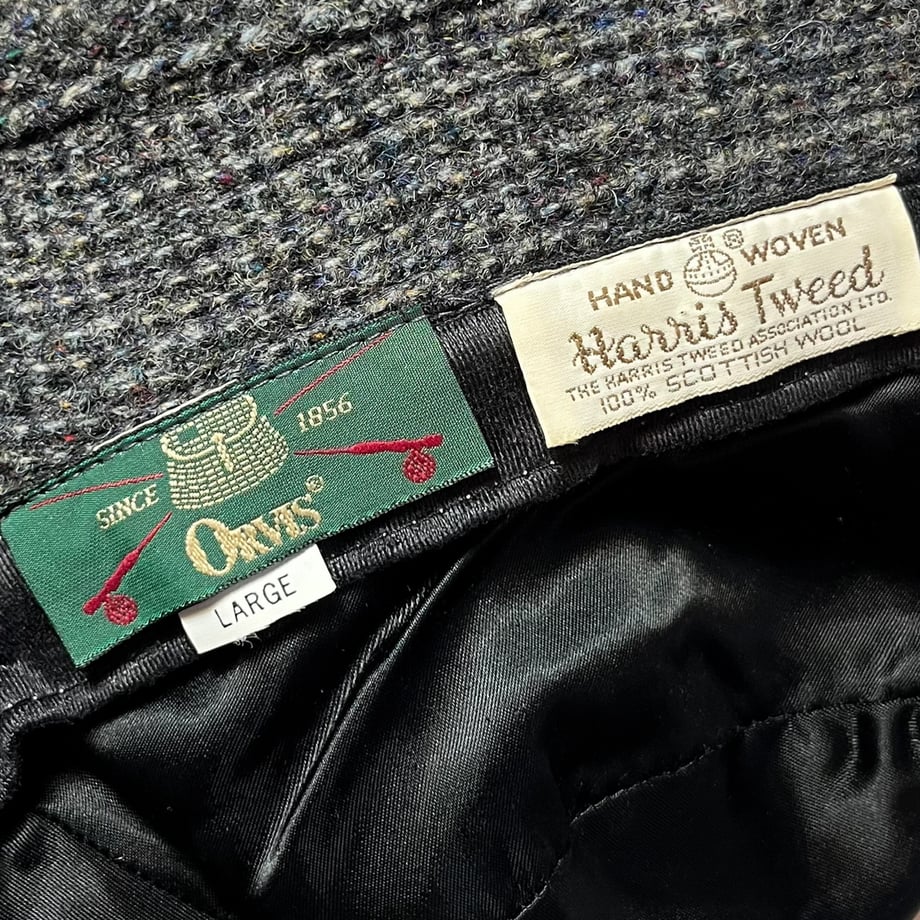 SINCE 1856
ORVIS®
LARGE
HAND ® WOVEN
Harris Tweed
THE HARRIS TWEED ASSOCIATION LTD.
100% SCOTTISH WOOL